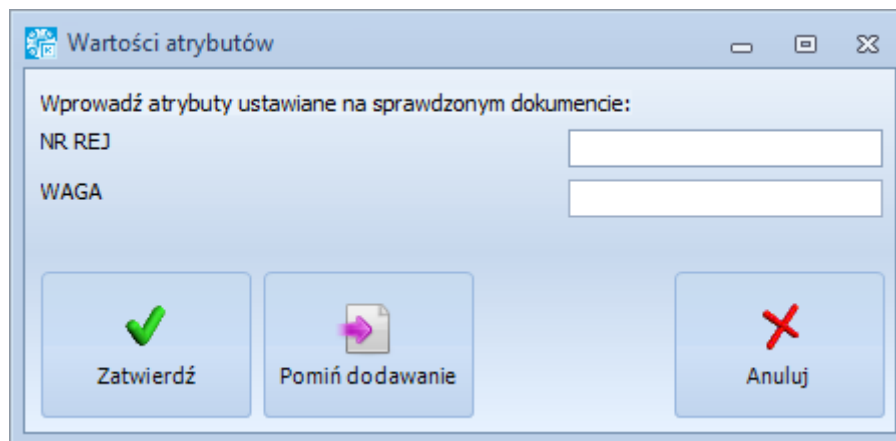 Wartości atrybutów
Wprowadź atrybuty ustawiane na sprawdzonym dokumencie:
NR REJ
WAGA
Zatwierdź
Pomiń dodawanie
Anuluj